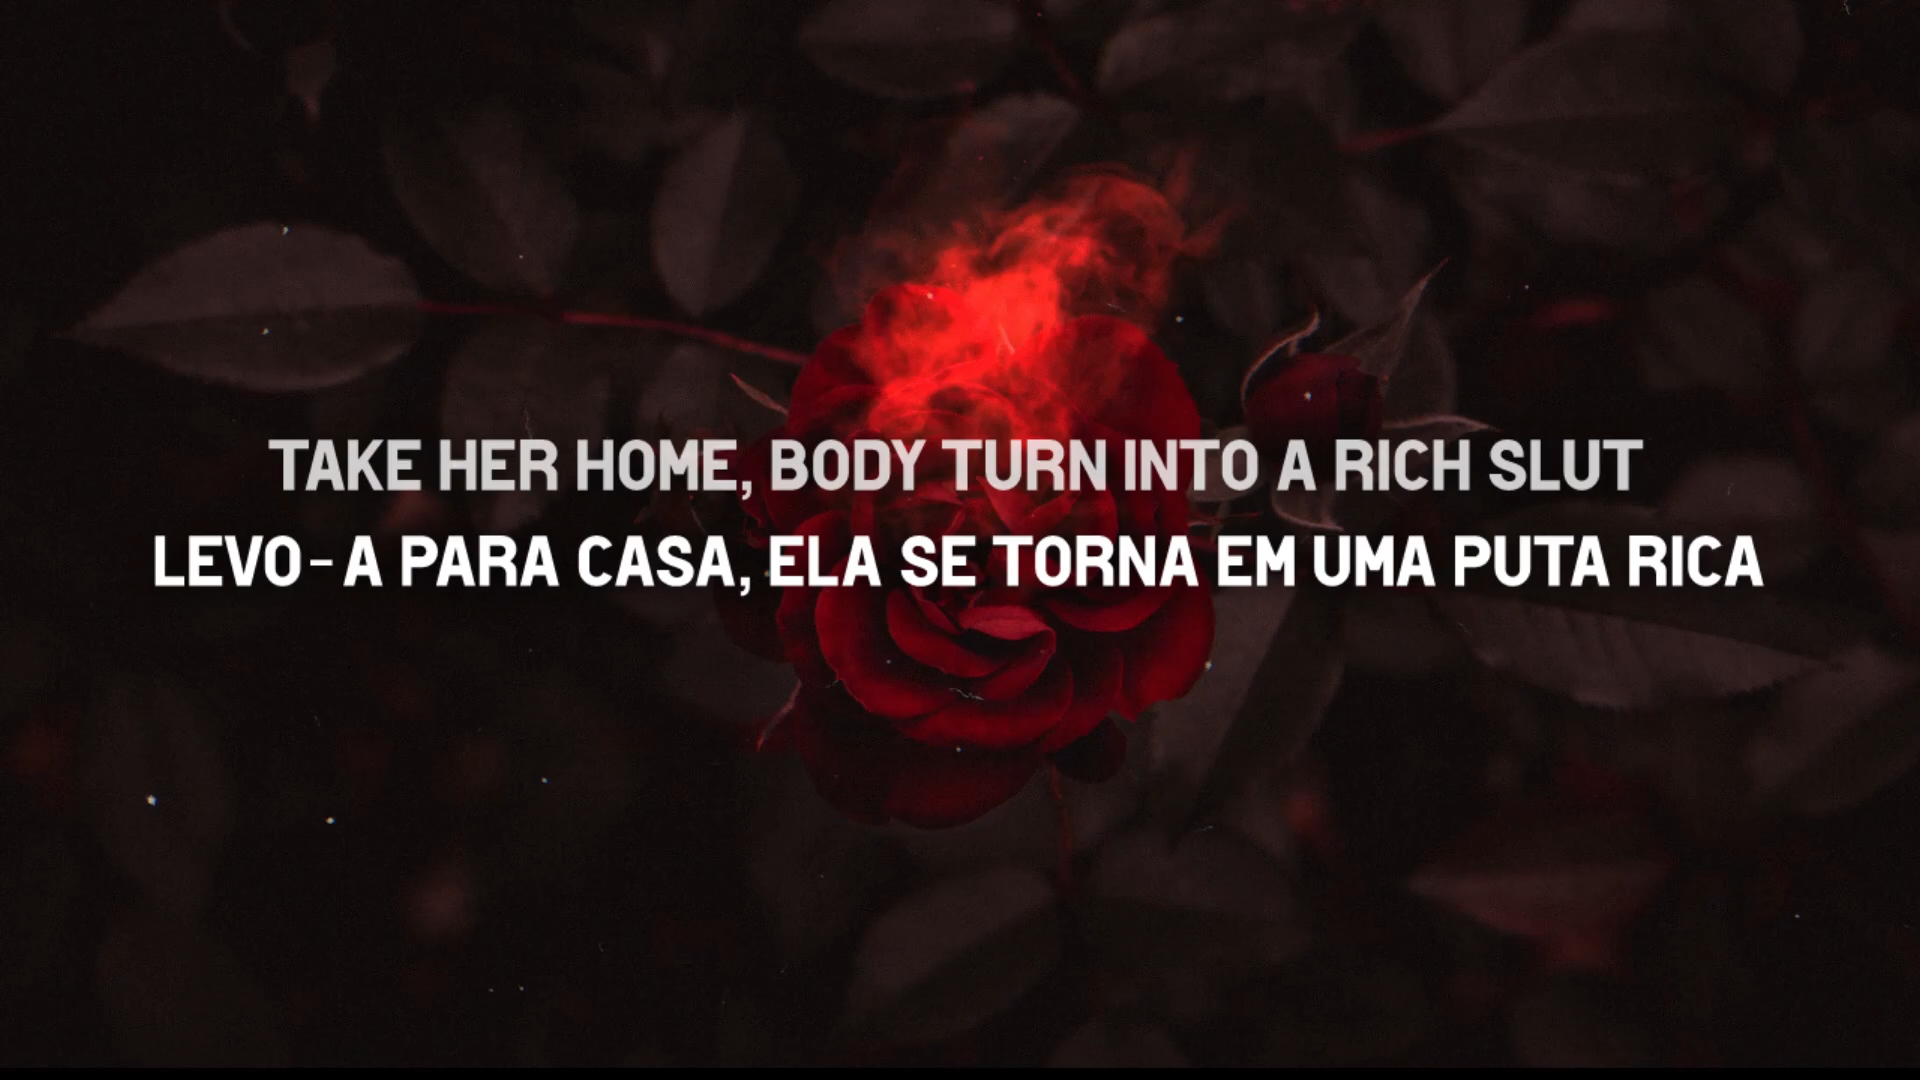 TAKE HER HOME, BODY TURN INTO A RICH SLUT
LEVO-A PARA CASA, ELA SE TORNA EM UMA PUTA RICA